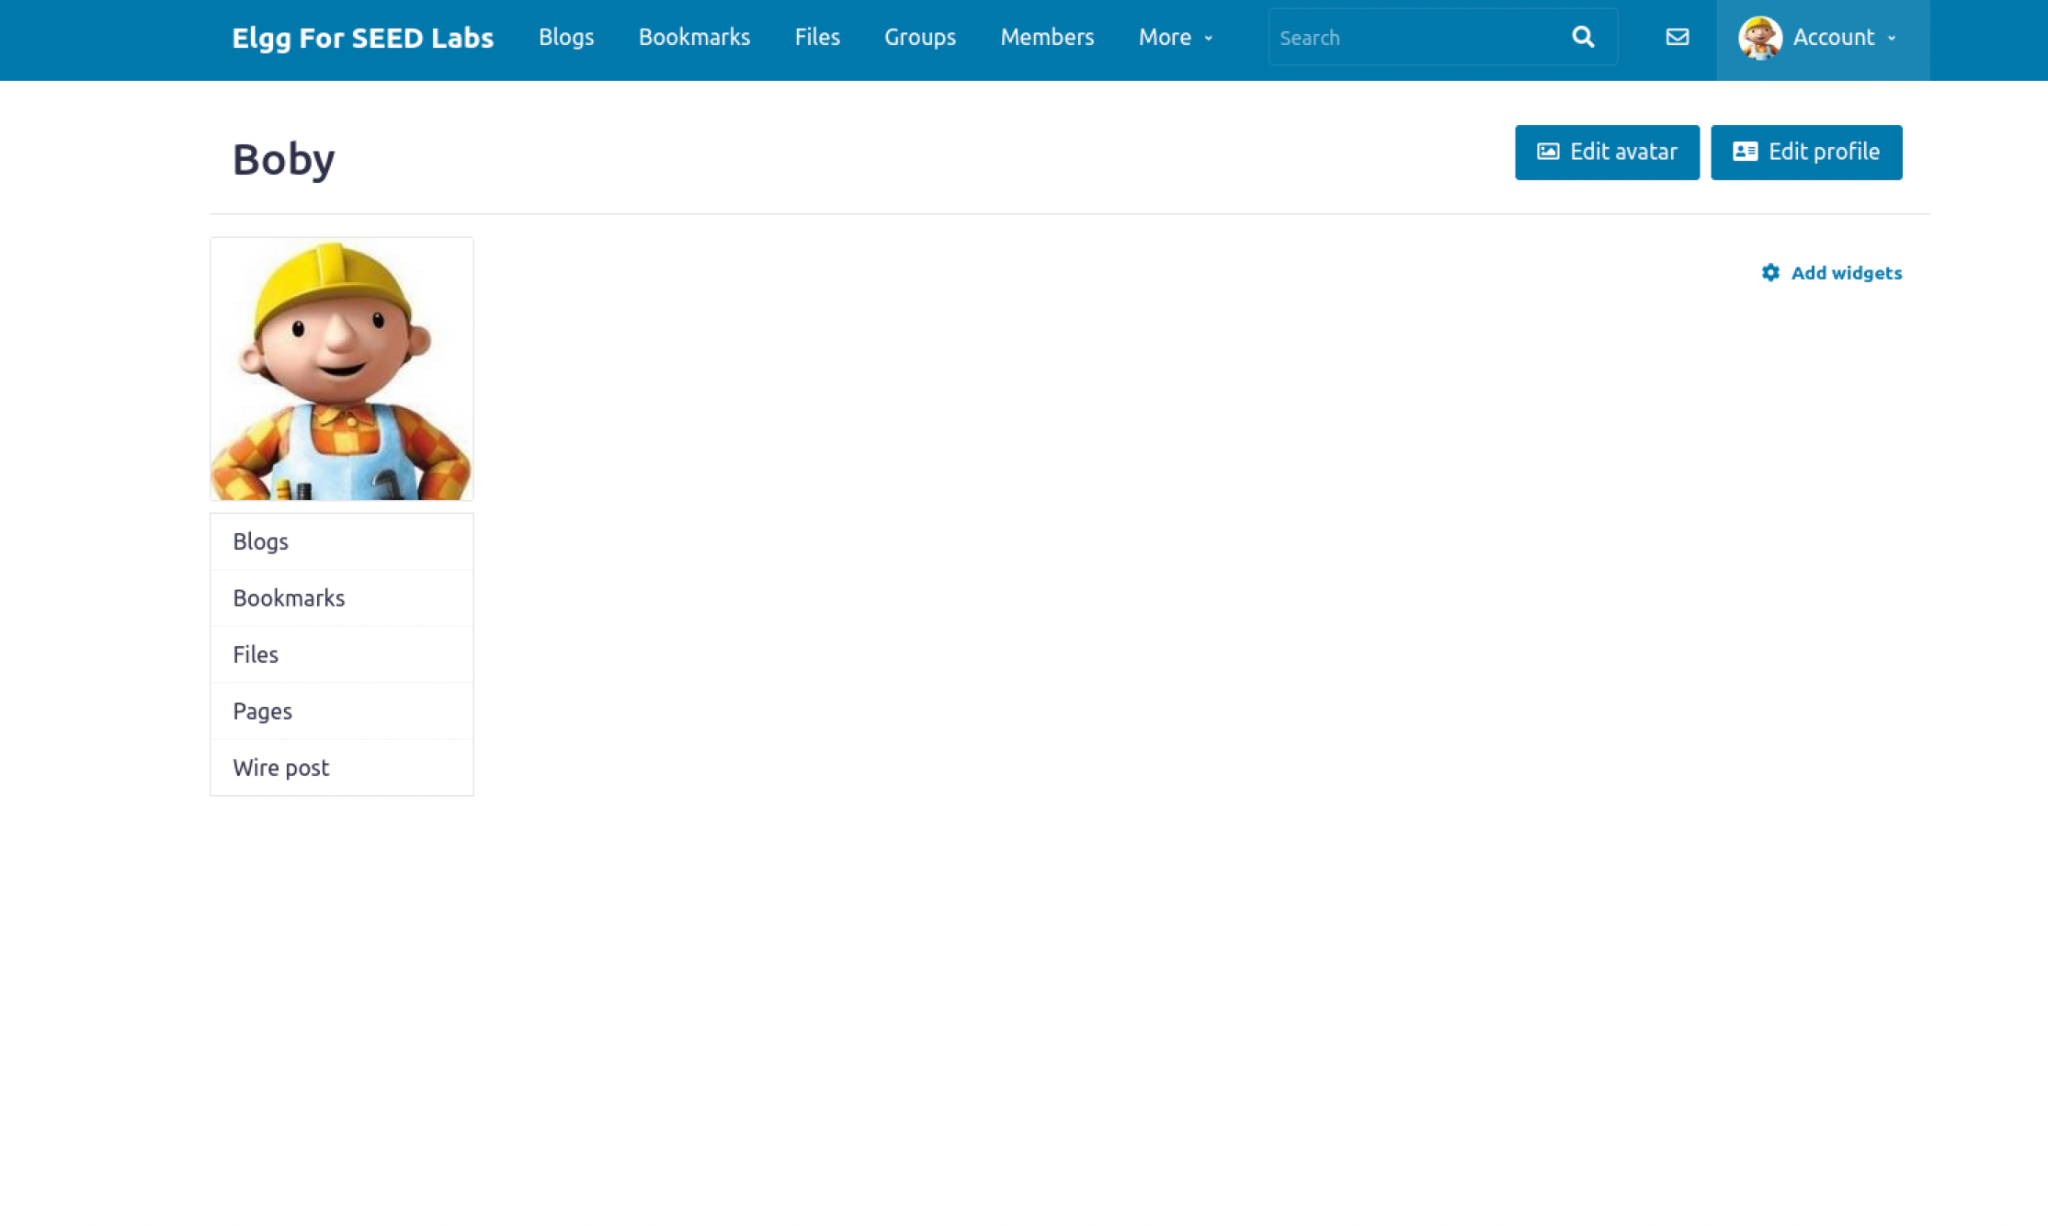 Elgg For SEED Labs Blogs Bookmarks Files Groups Members More Search Account
Boby
Edit avatar Edit profile
Add widgets
Blogs
Bookmarks
Files
Pages
Wire post